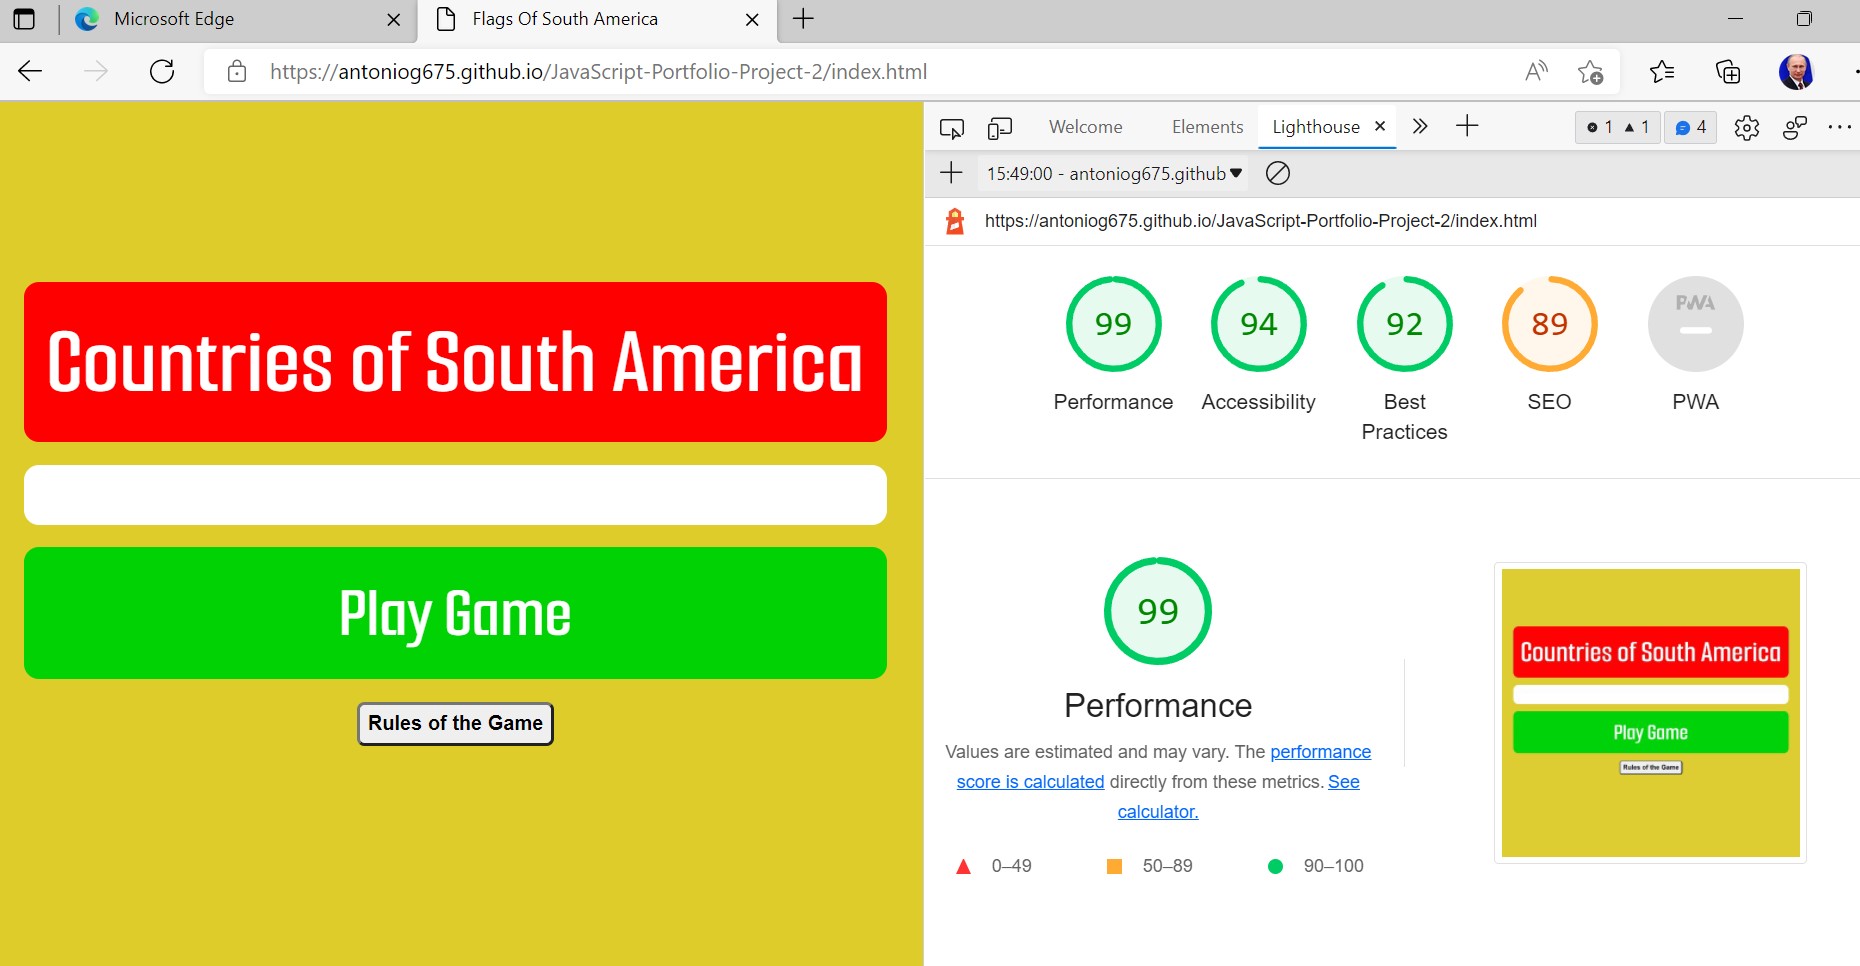 Microsoft Edge
Flags Of South America
https://antoniog675.github.io/JavaScript-Portfolio-Project-2/index.html
Welcome
Elements
Lighthouse
1 1
4
15:49:00 - antoniog675.github
https://antoniog675.github.io/JavaScript-Portfolio-Project-2/index.html
Countries of South America
Play Game
Rules of the Game
99
94
92
89
PWA
Performance
Accessibility
Best
Practices
SEO
PWA
99
Performance
Values are estimated and may vary. The performance
score is calculated directly from these metrics. See
calculator.
0–49
50–89
90–100
Countries of South America
Play Game
Rules of the Game